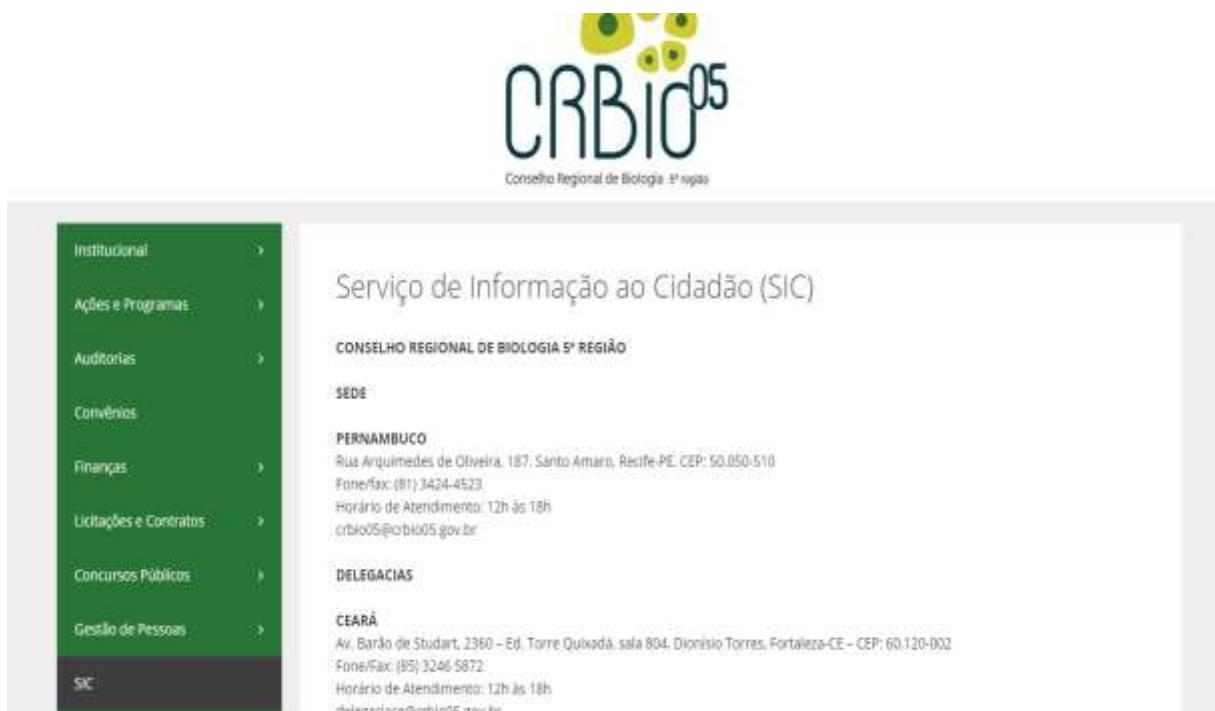 CRBio05
Conselho Regional de Biologia 5ª região
Institucional
Ações e Programas
Auditorias
Convênios
Finanças
Licitações e Contratos
Concursos Públicos
Gestão de Pessoas
SIC
Serviço de Informação ao Cidadão (SIC)
CONSELHO REGIONAL DE BIOLOGIA 5ª REGIÃO
SEDE
PERNAMBUCO
Rua Arquimedes de Oliveira, 187. Santo Amaro, Recife-PE. CEP: 50.050-510
Fone/fax: (81) 3424-4523
Horário de Atendimento: 12h às 18h
crbio05@crbio05.gov.br
DELEGACIAS
CEARÁ
Av. Barão de Studart, 2360 – Ed. Torre Quixadá, sala 804. Dionísio Torres, Fortaleza-CE – CEP: 60.120-002
Fone/Fax: (85) 3246 5872
Horário de Atendimento: 12h às 18h